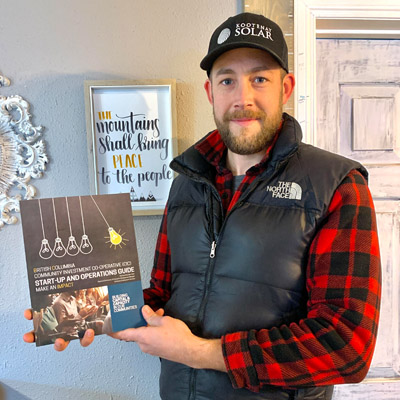 KOOTENAY
SOLAR
THE
mountains
shall bring
PEACE
to the people
THE
NORTH
FACE
BRITISH COLUMBIA
COMMUNITY INVESTMENT CO-OPERATIVE (CIC)
START-UP AND OPERATIONS GUIDE
MAKE AN IMPACT
COMMUNITIES